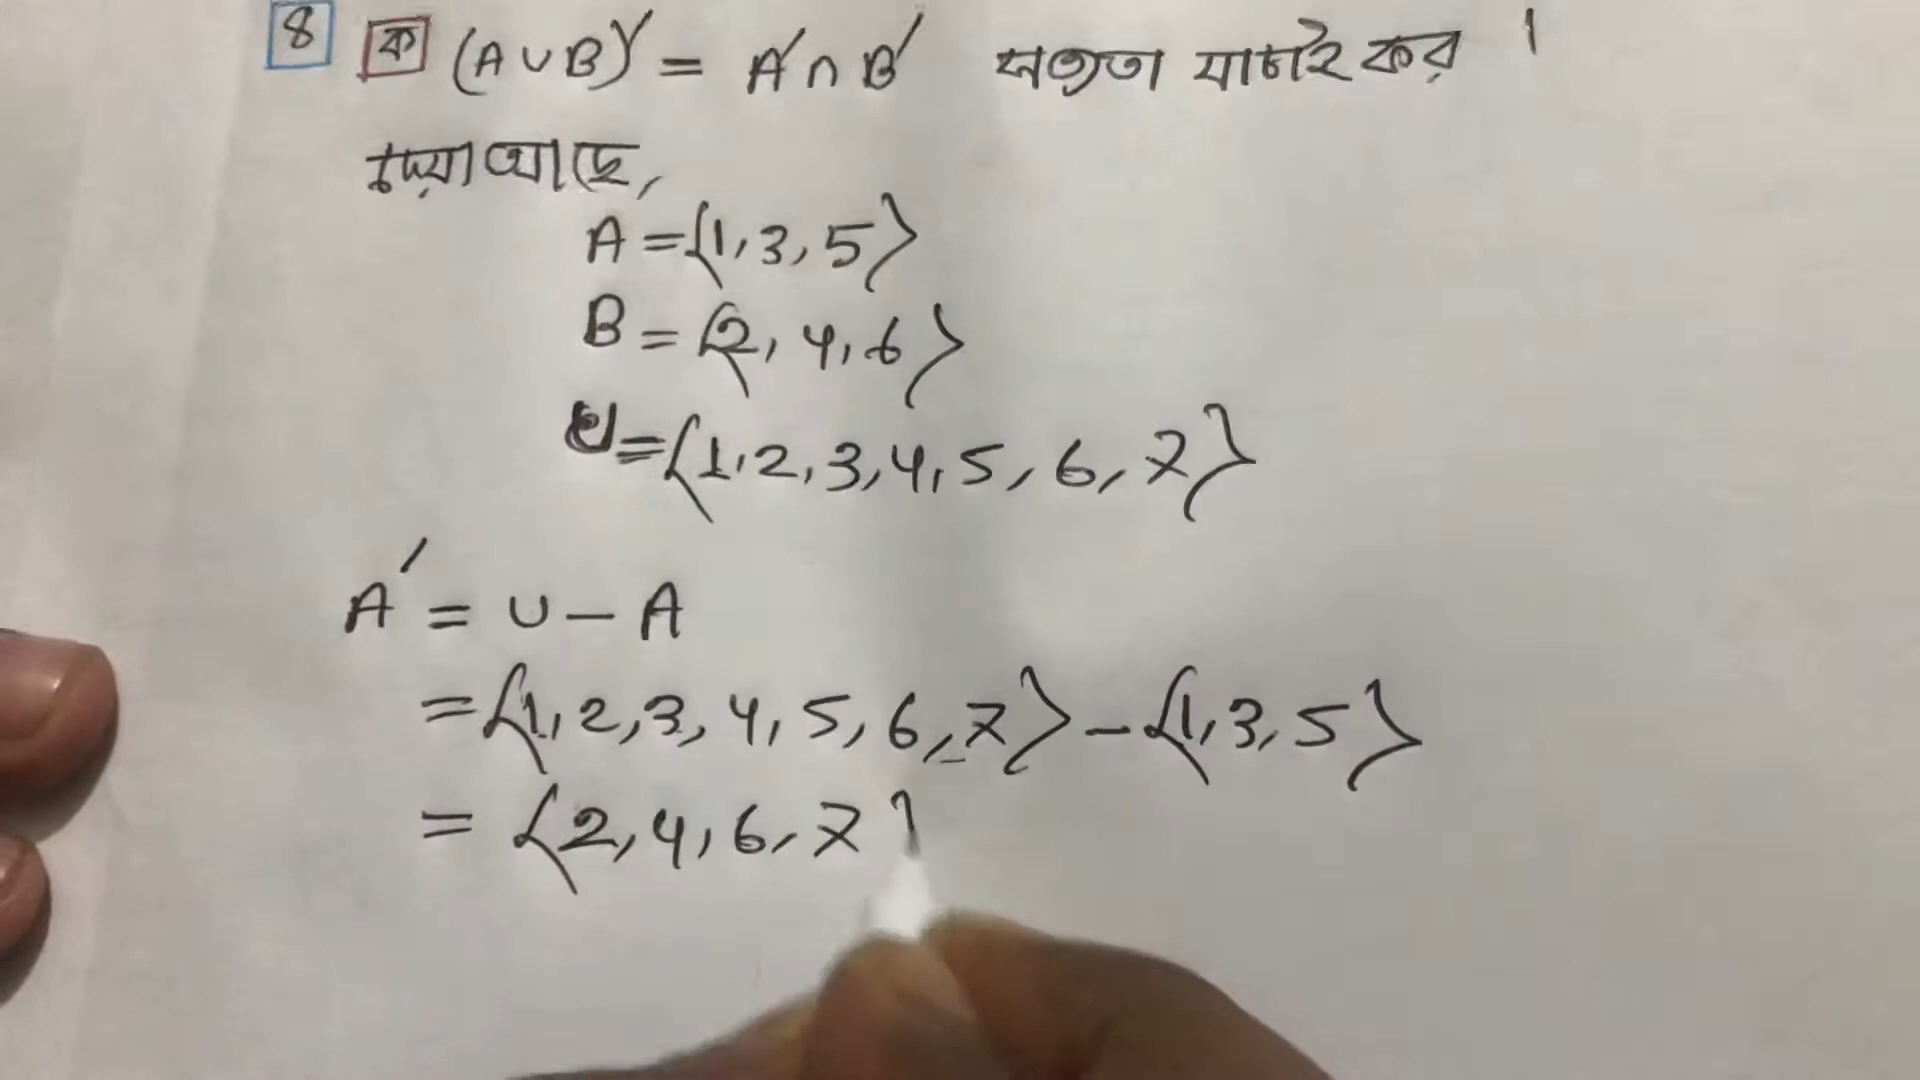 ৪ ক (A∪B)′ = A′∩B′ সত্যতা যাচাই কর ।
দেয়া আছে,
A = {1, 3, 5}
B = {2, 4, 6}
U = {1, 2, 3, 4, 5, 6, 7}
A′ = U − A
= {1, 2, 3, 4, 5, 6, 7} − {1, 3, 5}
= {2, 4, 6, 7}